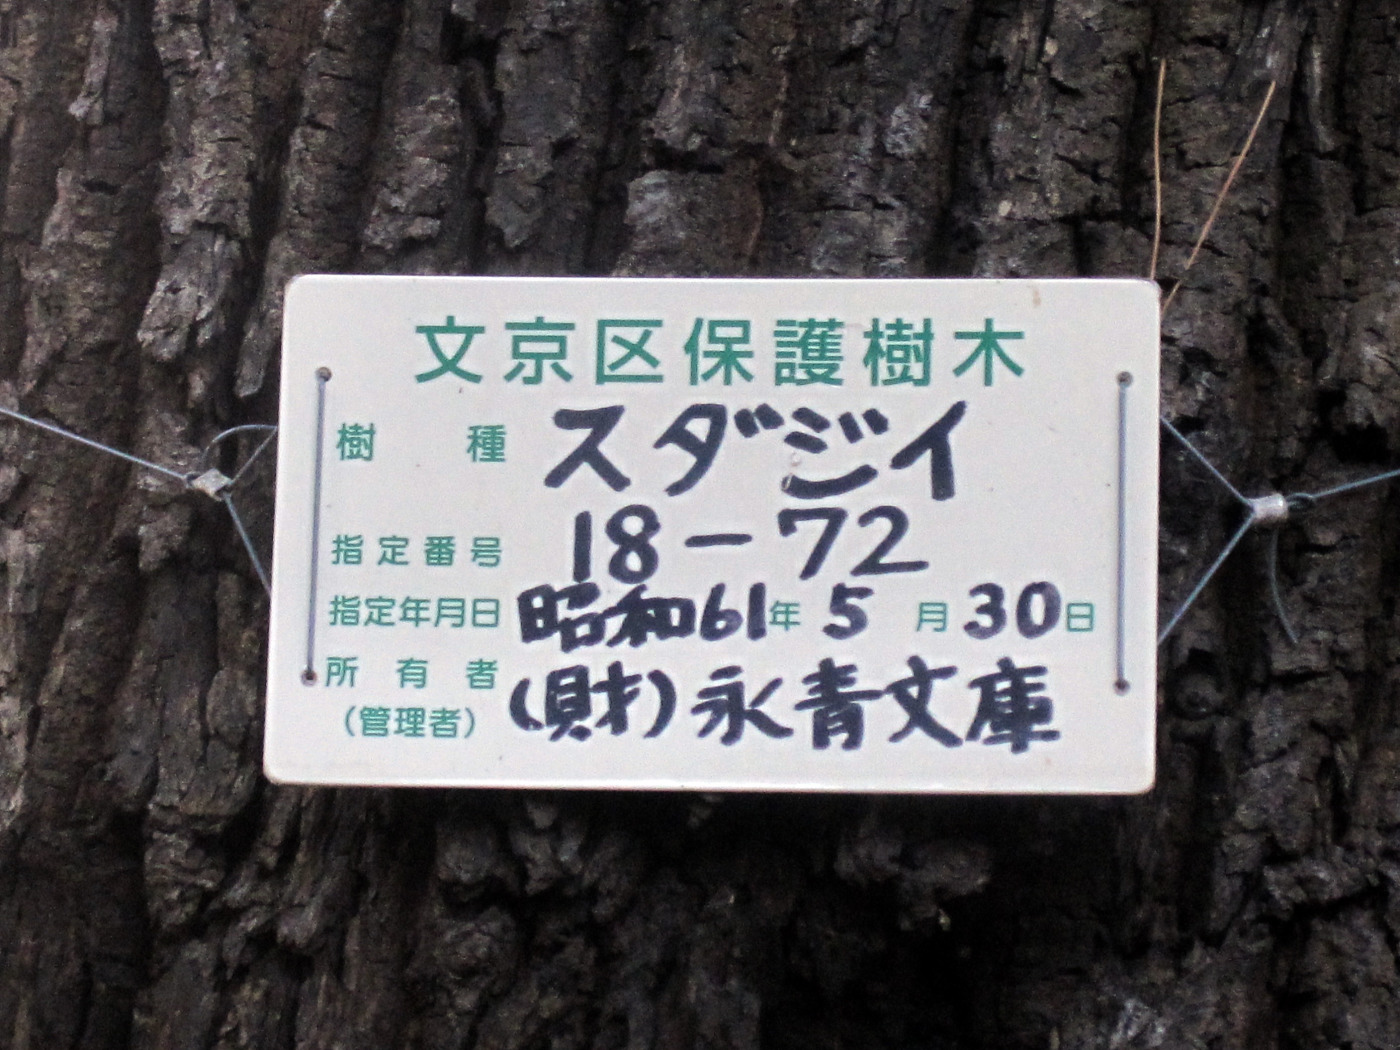 文京区保護樹木
樹種 スダジイ
指定番号 18-72
指定年月日 昭和61年5月30日
所有者 (財)永青文庫
(管理者)